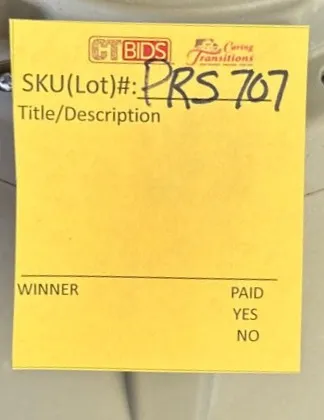 CTBIDS Caring Transitions
SKU(Lot)#: PRS 707
Title/Description
WINNER PAID
YES
NO